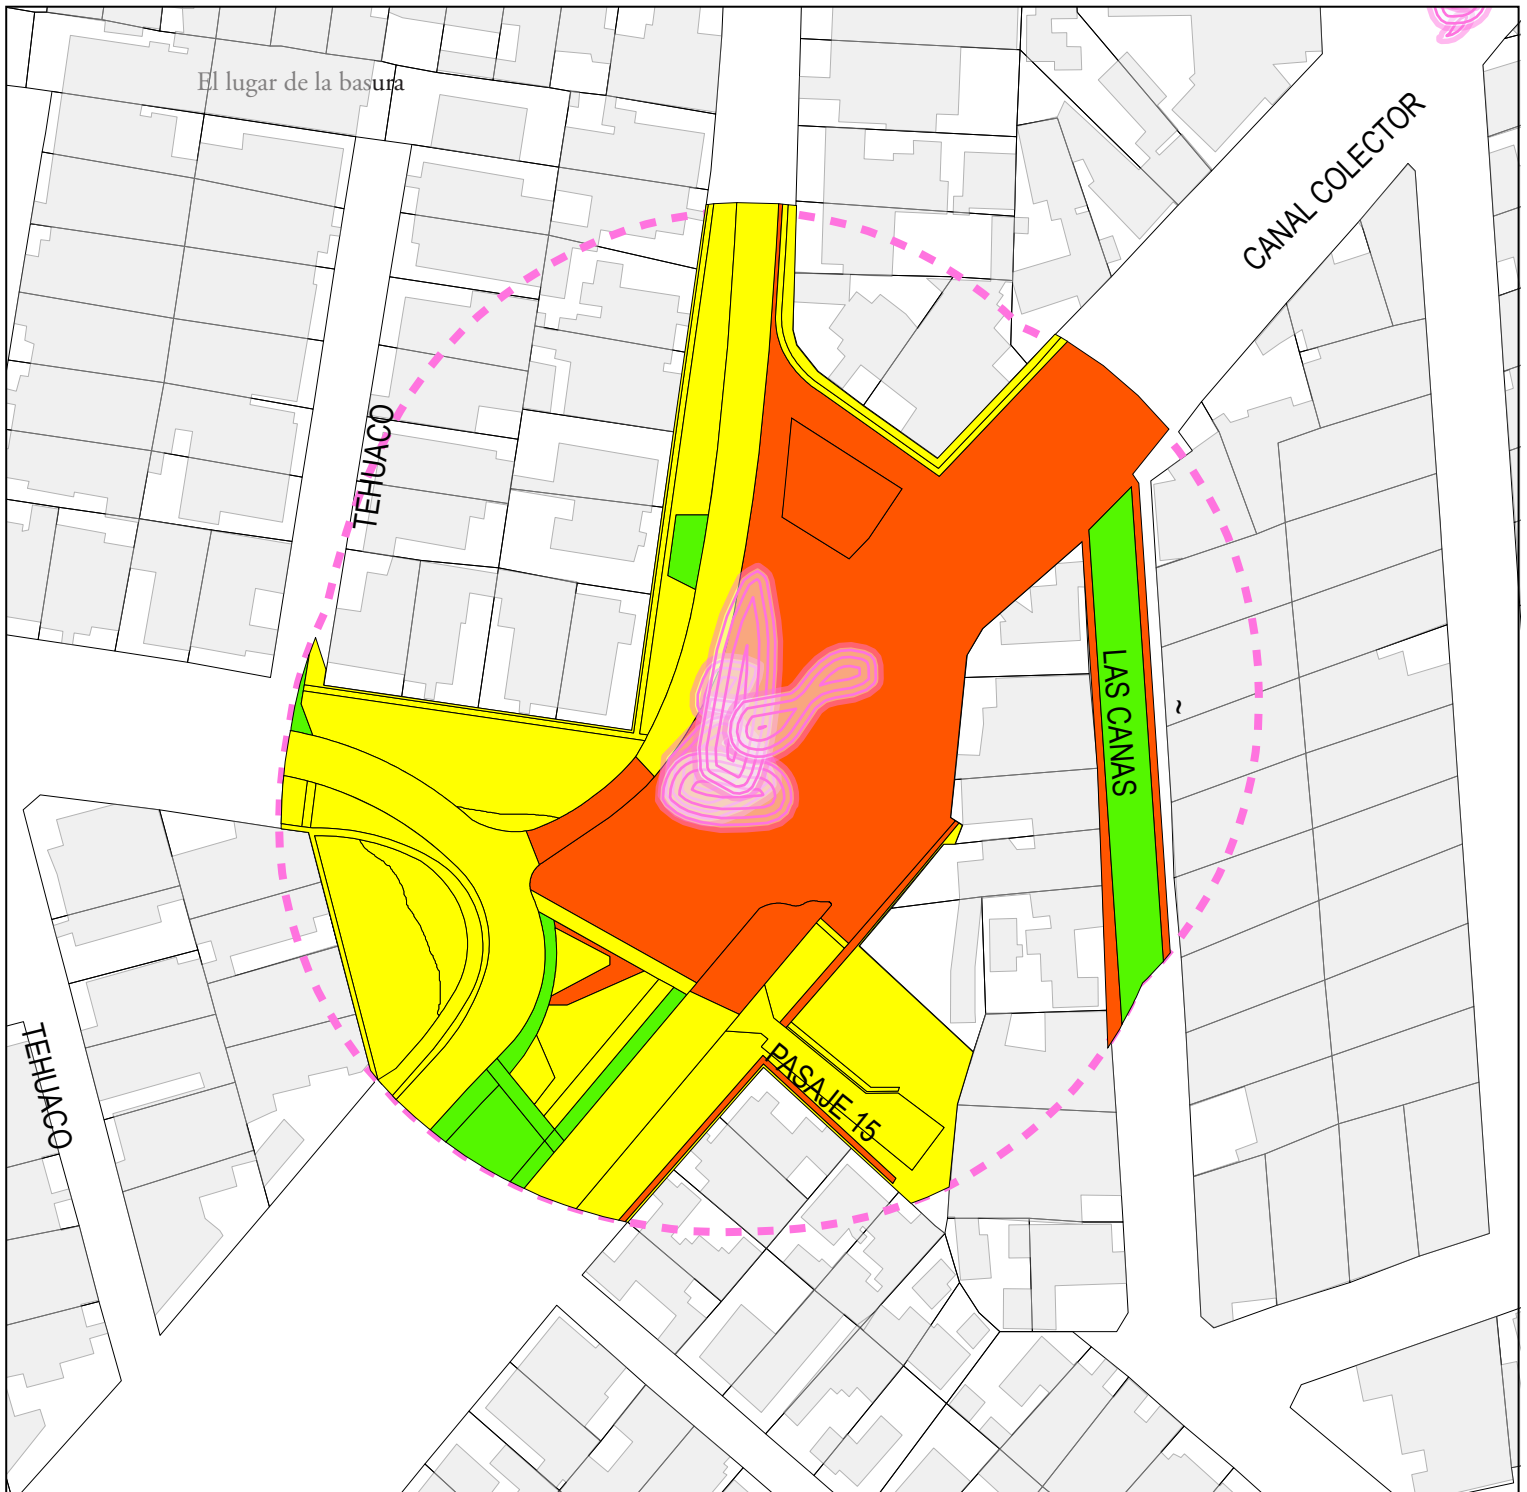 El lugar de la basura
CANAL COLECTOR
TEHUACO
LAS CANAS
~
TEHUACO
PASAJE 15